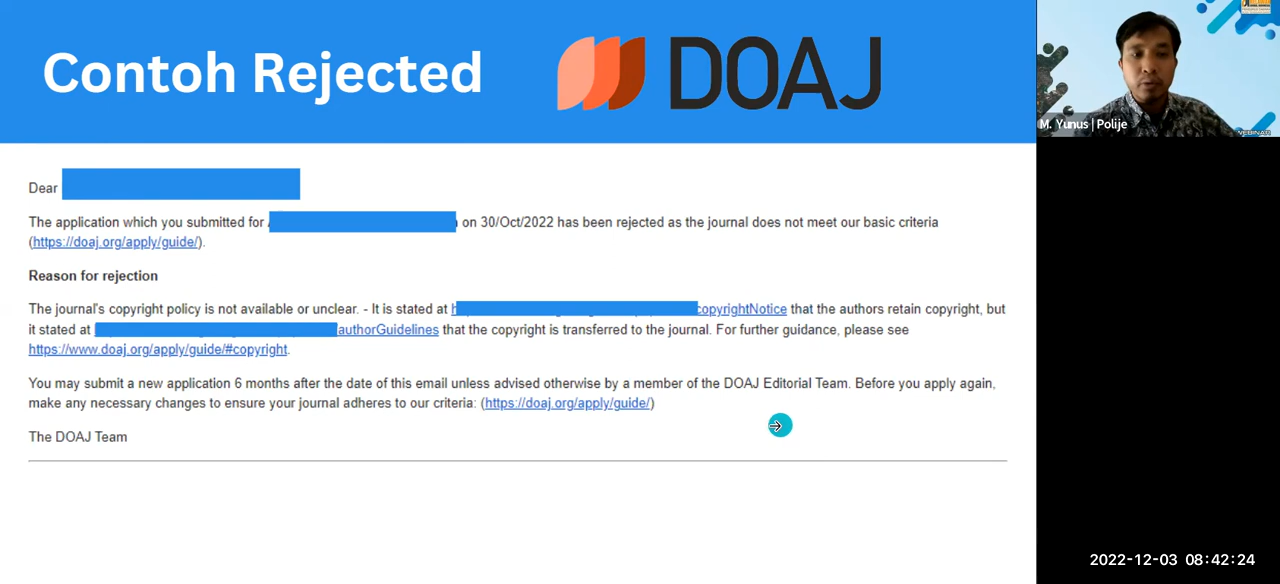 Contoh Rejected
DOAJ
M. Yunus | Polije
WEBINAR
Dear
The application which you submitted for on 30/Oct/2022 has been rejected as the journal does not meet our basic criteria
(https://doaj.org/apply/guide/).
Reason for rejection
The journal's copyright policy is not available or unclear. - It is stated at copyrightNotice that the authors retain copyright, but
it stated at authorGuidelines that the copyright is transferred to the journal. For further guidance, please see
https://www.doaj.org/apply/guide/#copyright.
You may submit a new application 6 months after the date of this email unless advised otherwise by a member of the DOAJ Editorial Team. Before you apply again,
make any necessary changes to ensure your journal adheres to our criteria: (https://doaj.org/apply/guide/)
The DOAJ Team
2022-12-03 08:42:24